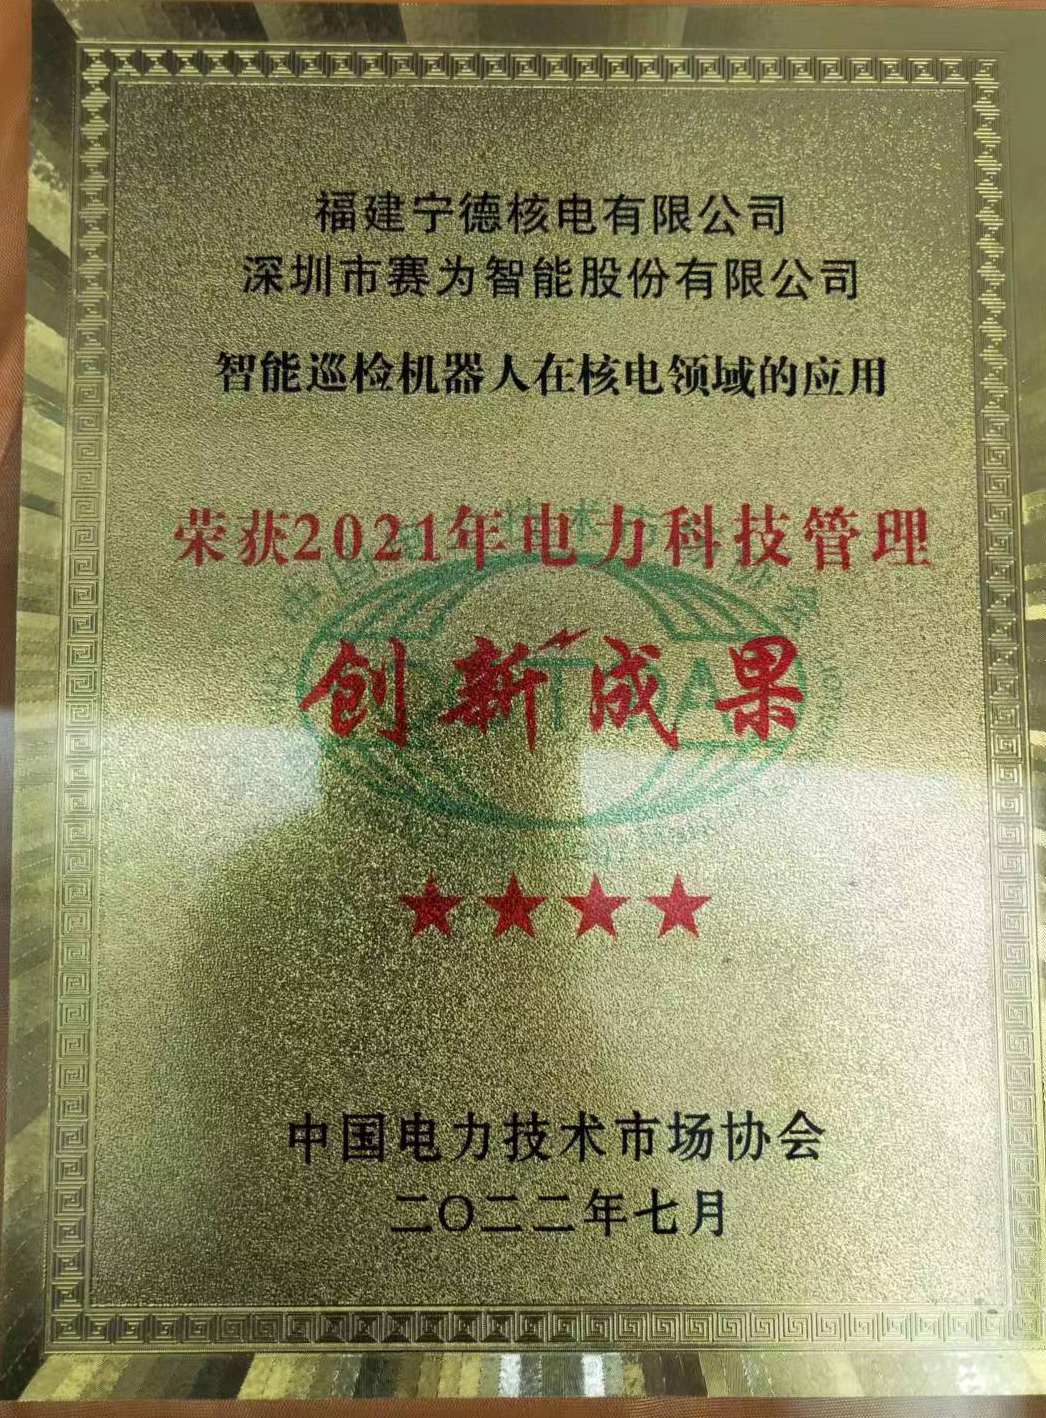 福建宁德核电有限公司
深圳市赛为智能股份有限公司
智能巡检机器人在核电领域的应用
荣获2021年电力科技管理
创新成果
★★★★
中国电力技术市场协会
二〇二二年七月